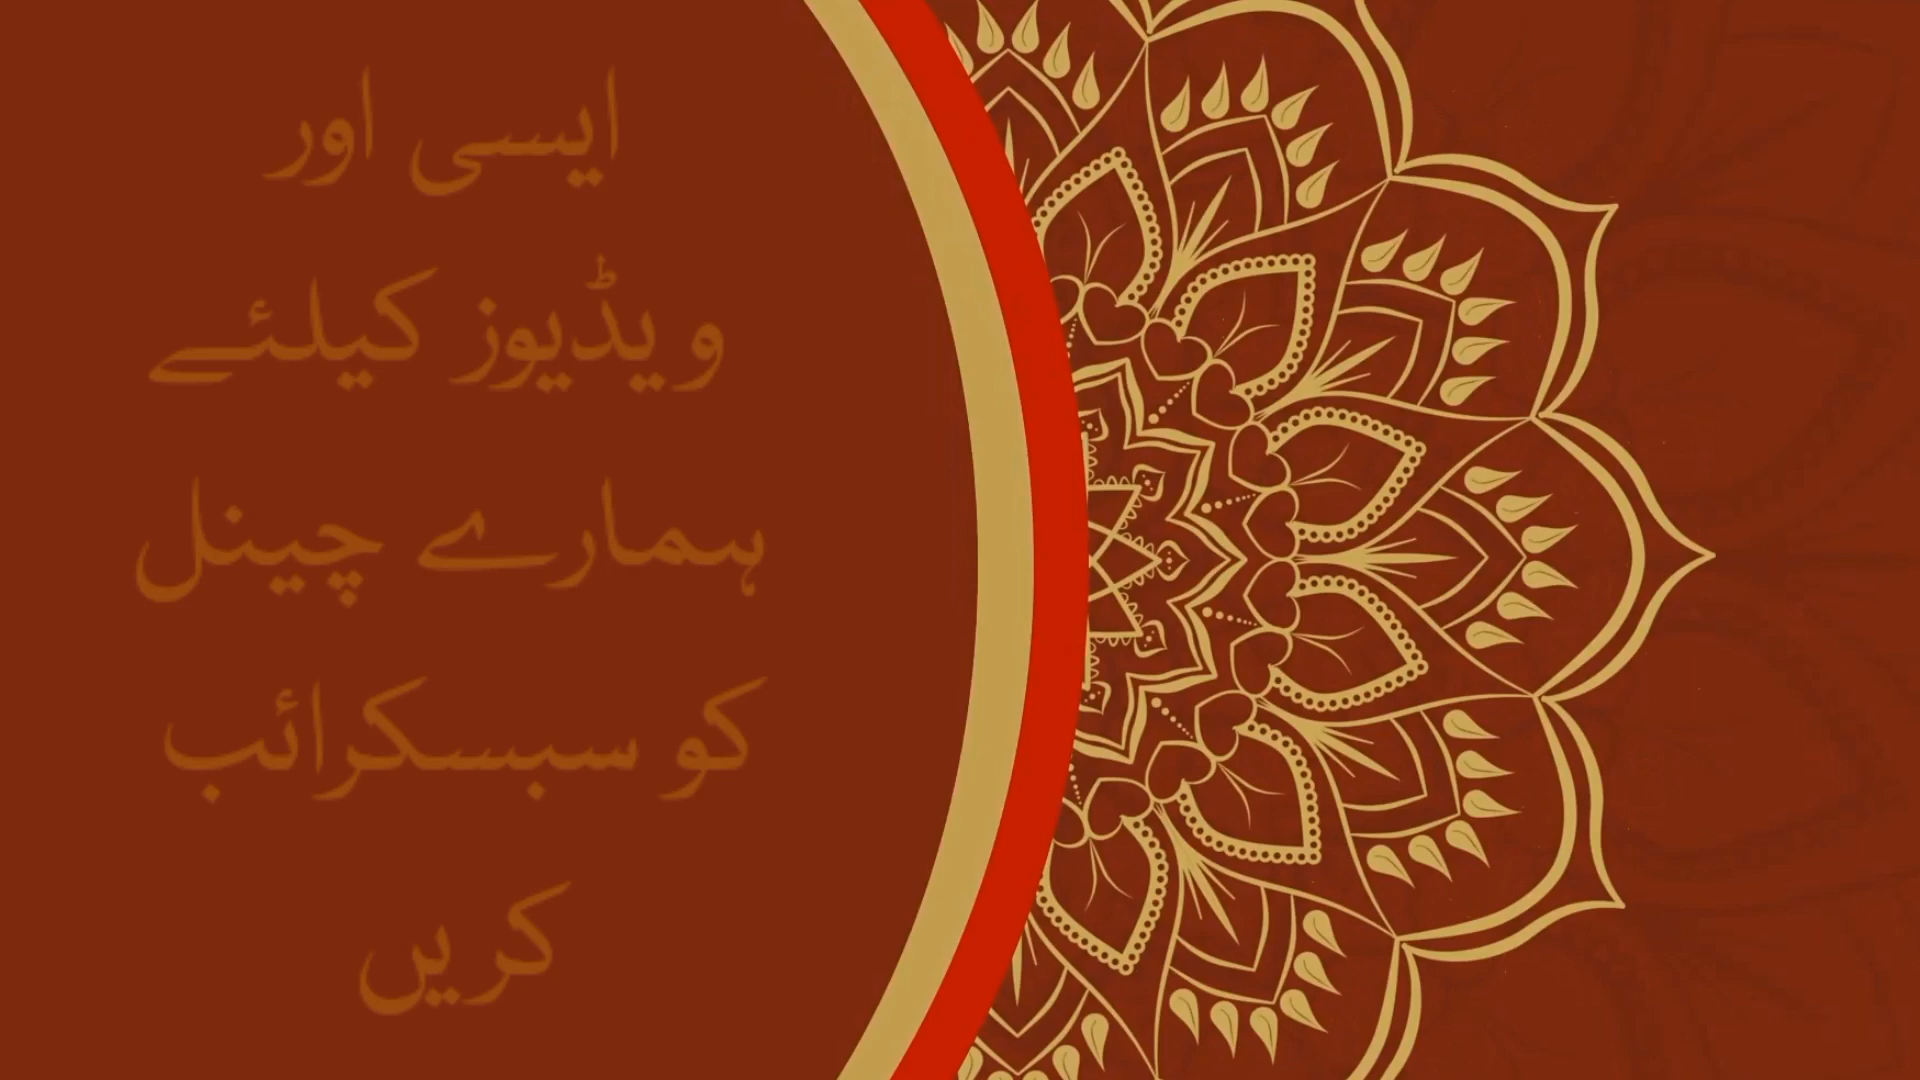 ایسی اور
ویڈیوز کیلئے
ہمارے چینل
کو سبسکرائب
کریں